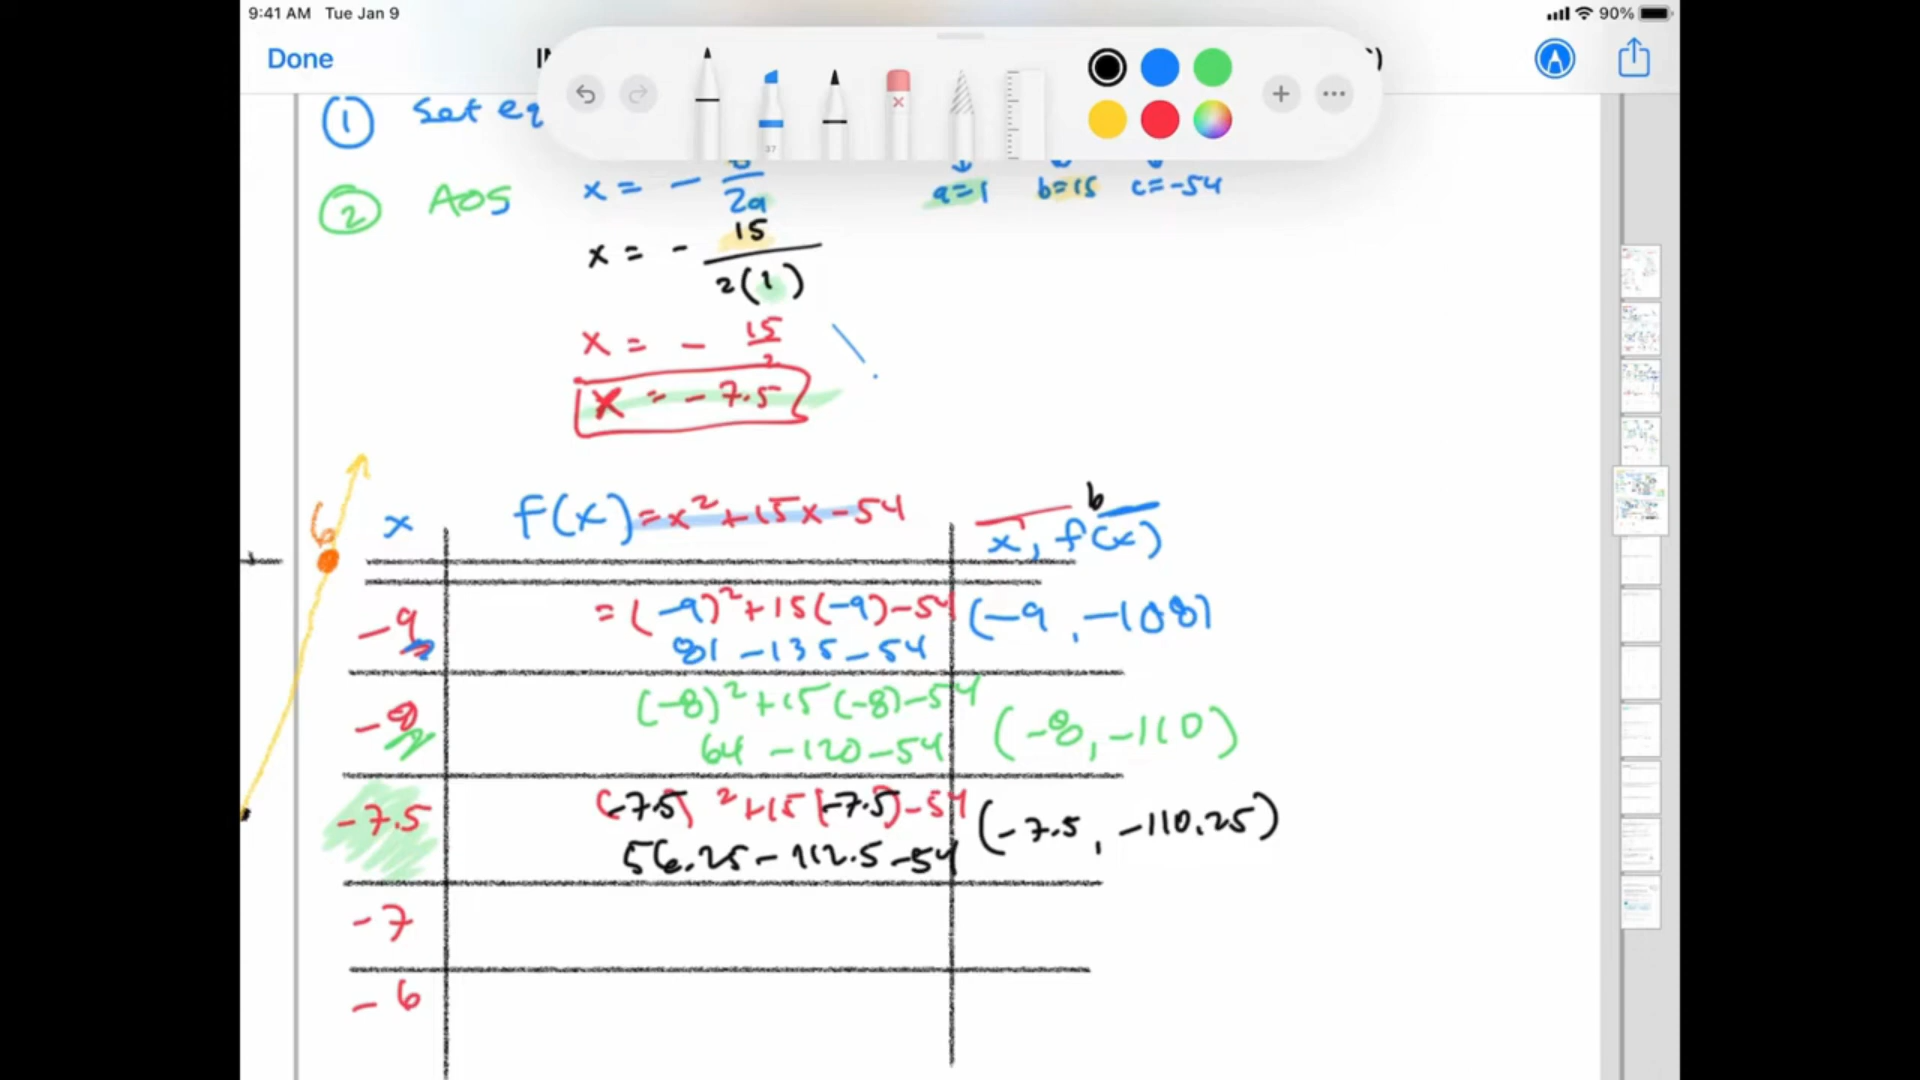 9:41 AM Tue Jan 9
90%
Done
37
① Set eq
② AOS
x = - b/2a
a=1 b=15 c=-54
x = - 15/2(1)
x = - 15/2
x = - 7.5
6
x f(x) = x²+15x-54 x, f(x)
b
-9 = (-9)²+15(-9)-54 (-9, -108)
81 -135 -54
-8 (-8)²+15(-8)-54 (-8, -110)
64 -120 -54
-7.5 (-7.5)²+15(-7.5)-54 (-7.5, -110.25)
56.25 - 112.5 -54
-7
-6